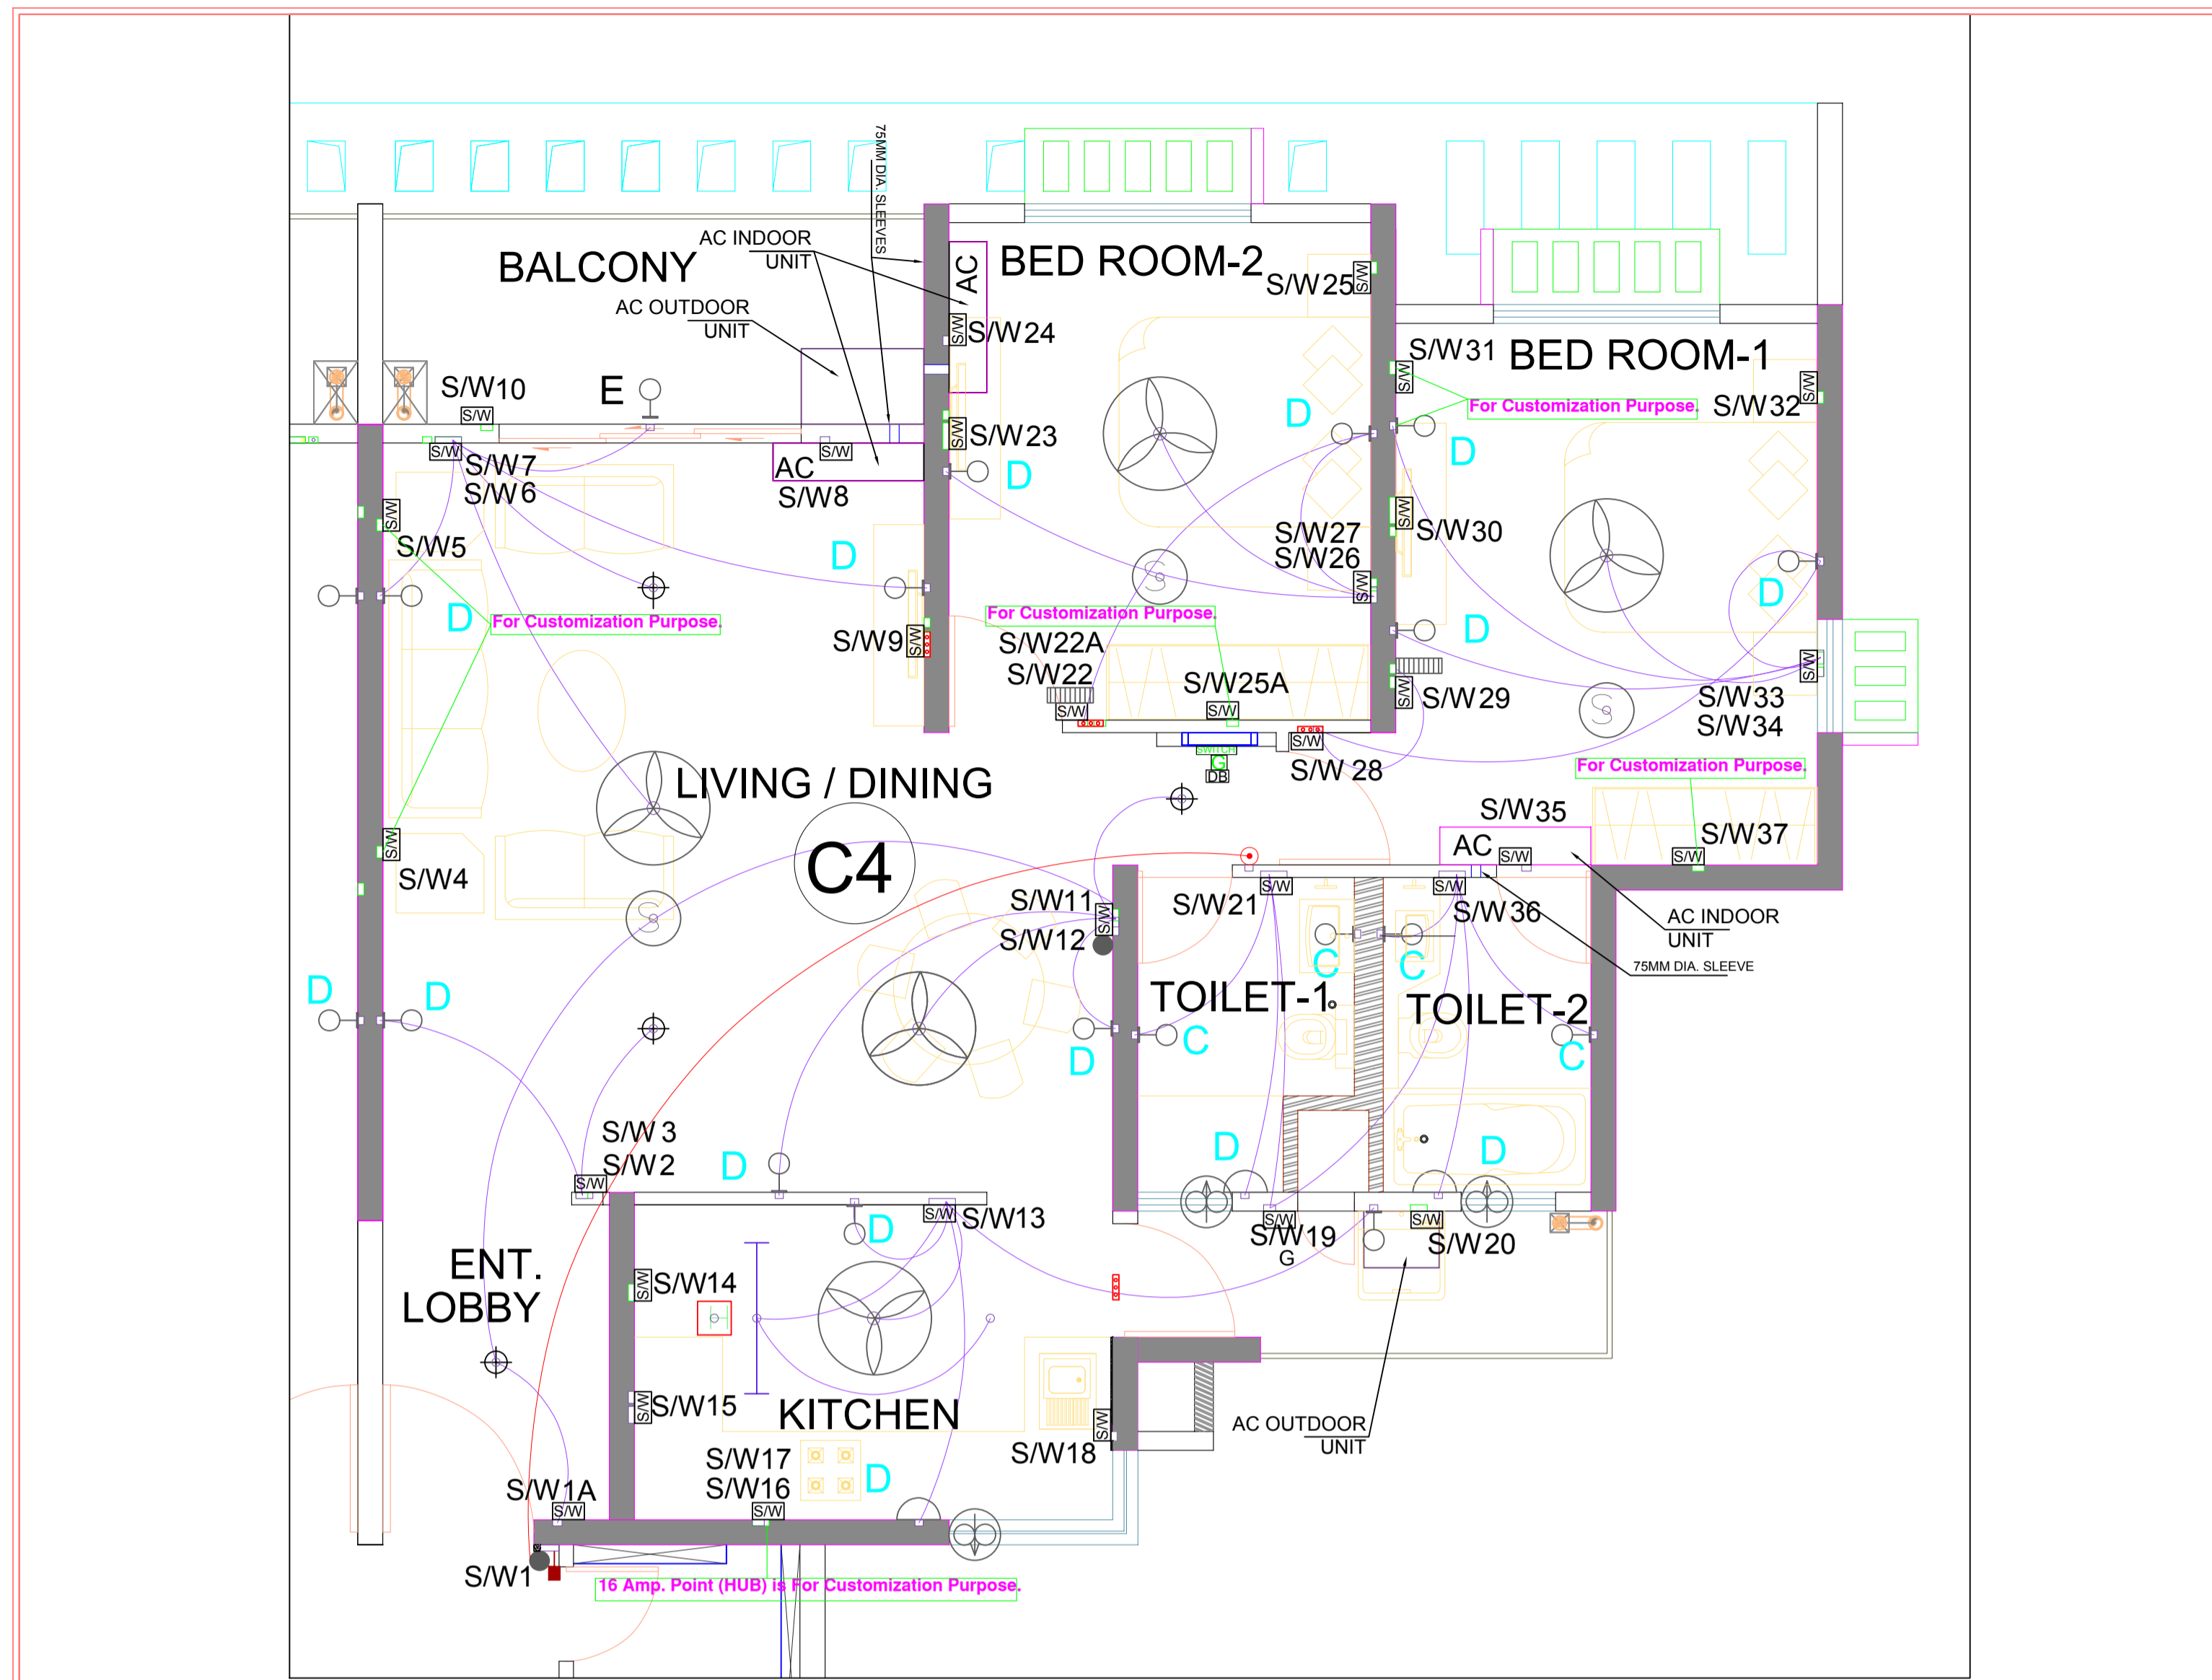 75MM DIA. SLEEVES
AC INDOOR
UNIT
BALCONY
AC OUTDOOR
UNIT
AC
BED ROOM-2
S/W25
S/W
S/W
S/W24
S/W31
S/W
BED ROOM-1
For Customization Purpose.
S/W32
S/W
S/W10
S/W
E
D
D
S/W
S/W7
S/W6
AC
S/W
S/W8
S/W
S/W23
D
S/W
S/W5
S/W
S/W30
S/W27
S/W26
S/W
D
D
For Customization Purpose.
D
S/W9
S/W
For Customization Purpose.
S/W22A
S/W22
S/W
S
D
D
S/W25A
S/W
S/W
S/W29
S
S/W
S/W33
S/W34
SWITCH
G
DB
S/W
S/W 28
For Customization Purpose.
LIVING / DINING
C4
S/W
S/W4
S
S/W35
AC
S/W
S/W37
S/W
S/W11
S/W12
S/W
S/W21
S/W
S/W
S/W36
AC INDOOR
UNIT
75MM DIA. SLEEVE
D
D
C
C
TOILET-1
TOILET-2
D
C
C
S/W 3
S/W2
S/W
D
D
D
S/W
S/W13
D
S/W
S/W19
G
S/W
S/W20
ENT.
LOBBY
S/W
S/W14
S/W
S/W15
KITCHEN
S/W
S/W18
AC OUTDOOR
UNIT
S/W17
S/W16
S/W
D
S/W1A
S/W
S/W1
16 Amp. Point (HUB) is For Customization Purpose.